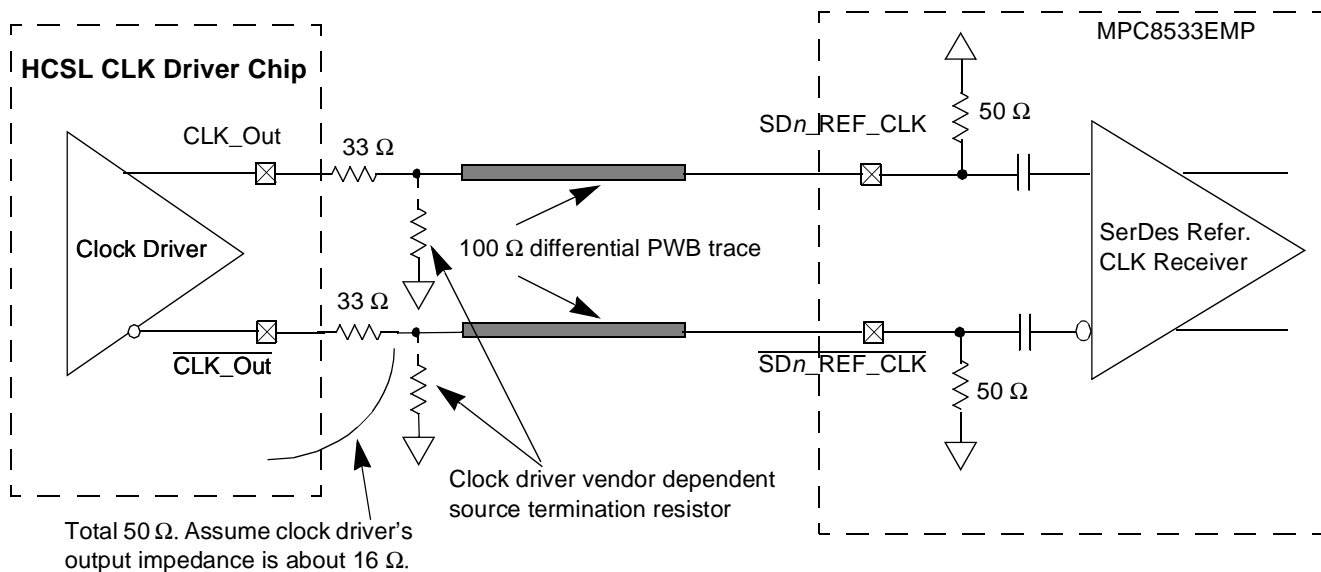 MPC8533EMP
HCSL CLK Driver Chip
50 Ω
CLK_Out
SDn_REF_CLK
33 Ω
Clock Driver
100 Ω differential PWB trace
SerDes Refer.
CLK Receiver
33 Ω
CLK_Out
SDn_REF_CLK
50 Ω
Clock driver vendor dependent
source termination resistor
Total 50 Ω. Assume clock driver’s
output impedance is about 16 Ω.